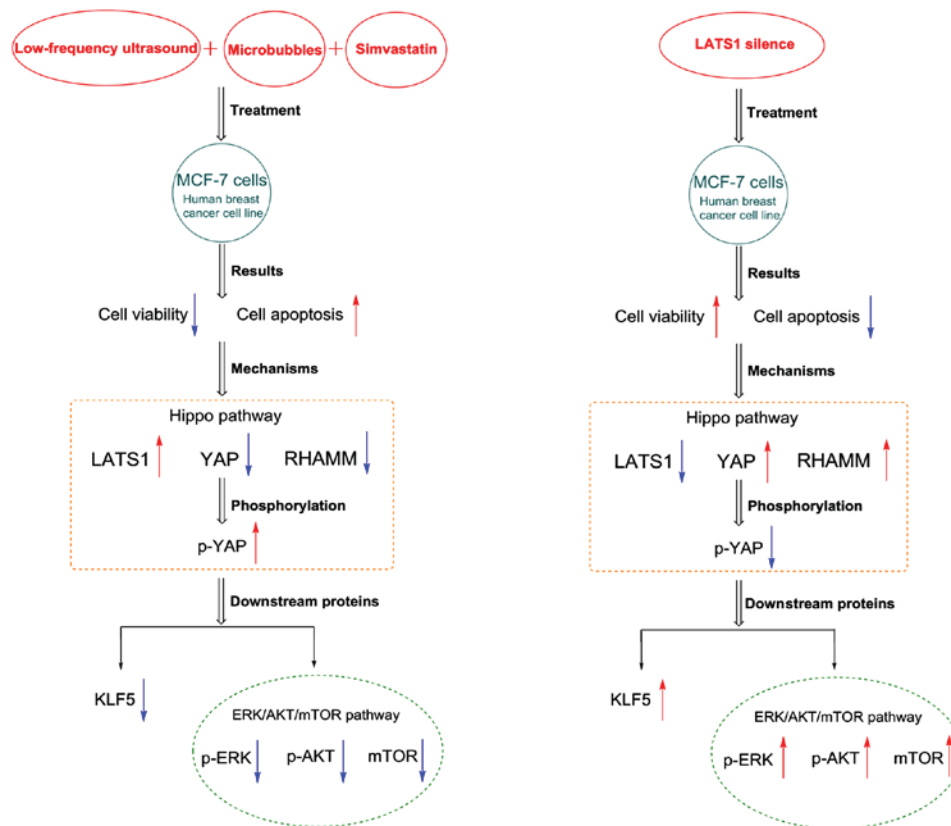 Low-frequency ultrasound + Microbubbles + Simvastatin
Treatment
MCF-7 cells
Human breast
cancer cell line
Results
Cell viability Cell apoptosis
Mechanisms
Hippo pathway
LATS1 YAP RHAMM
Phosphorylation
p-YAP
Downstream proteins
KLF5
ERK/AKT/mTOR pathway
p-ERK p-AKT mTOR
LATS1 silence
Treatment
MCF-7 cells
Human breast
cancer cell line
Results
Cell viability Cell apoptosis
Mechanisms
Hippo pathway
LATS1 YAP RHAMM
Phosphorylation
p-YAP
Downstream proteins
KLF5
ERK/AKT/mTOR pathway
p-ERK p-AKT mTOR